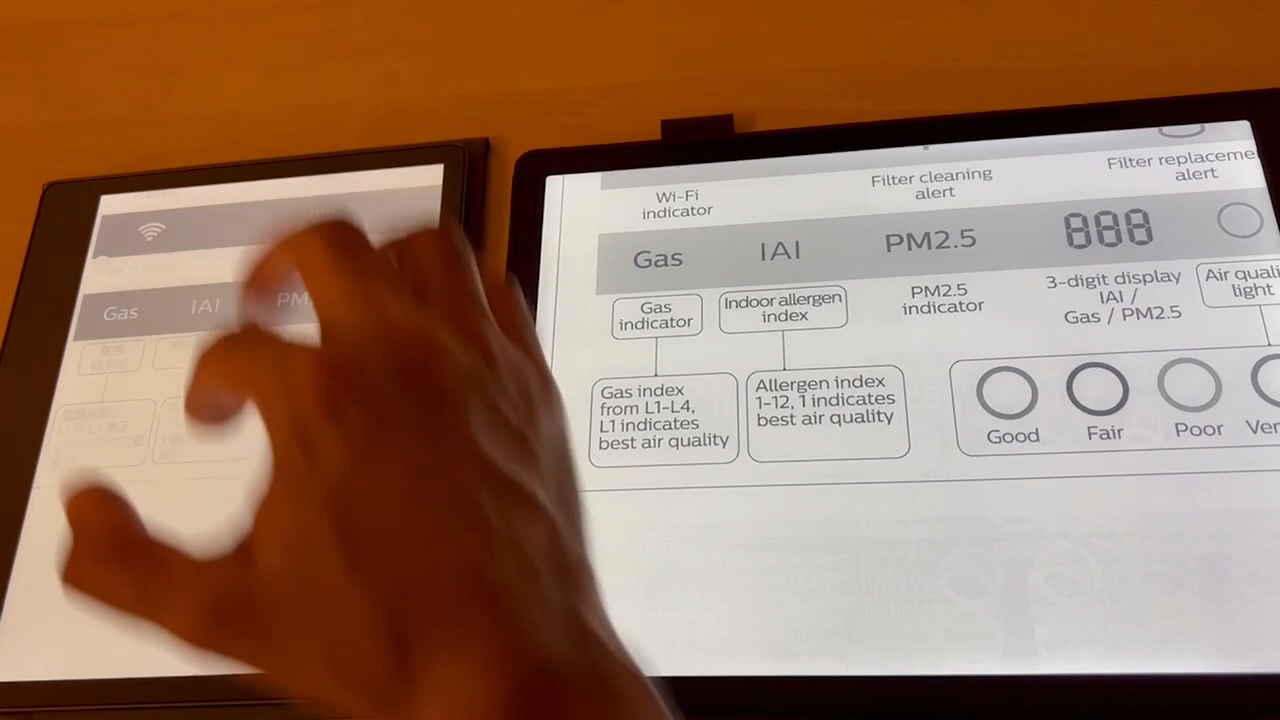 Gas
IAI
PM
Wi-Fi
indicator
Filter cleaning
alert
Filter replaceme
alert
Gas
IAI
PM2.5
888
Gas
indicator
Indoor allergen
index
PM2.5
indicator
3-digit display
IAI /
Gas / PM2.5
Air quali
light
Gas index
from L1-L4,
L1 indicates
best air quality
Allergen index
1-12, 1 indicates
best air quality
Good
Fair
Poor
Ver